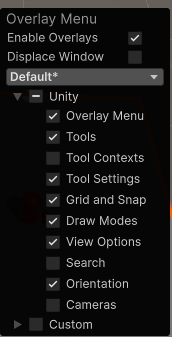 Overlay Menu
Enable Overlays
Displace Window
Default*
Unity
Overlay Menu
Tools
Tool Contexts
Tool Settings
Grid and Snap
Draw Modes
View Options
Search
Orientation
Cameras
Custom